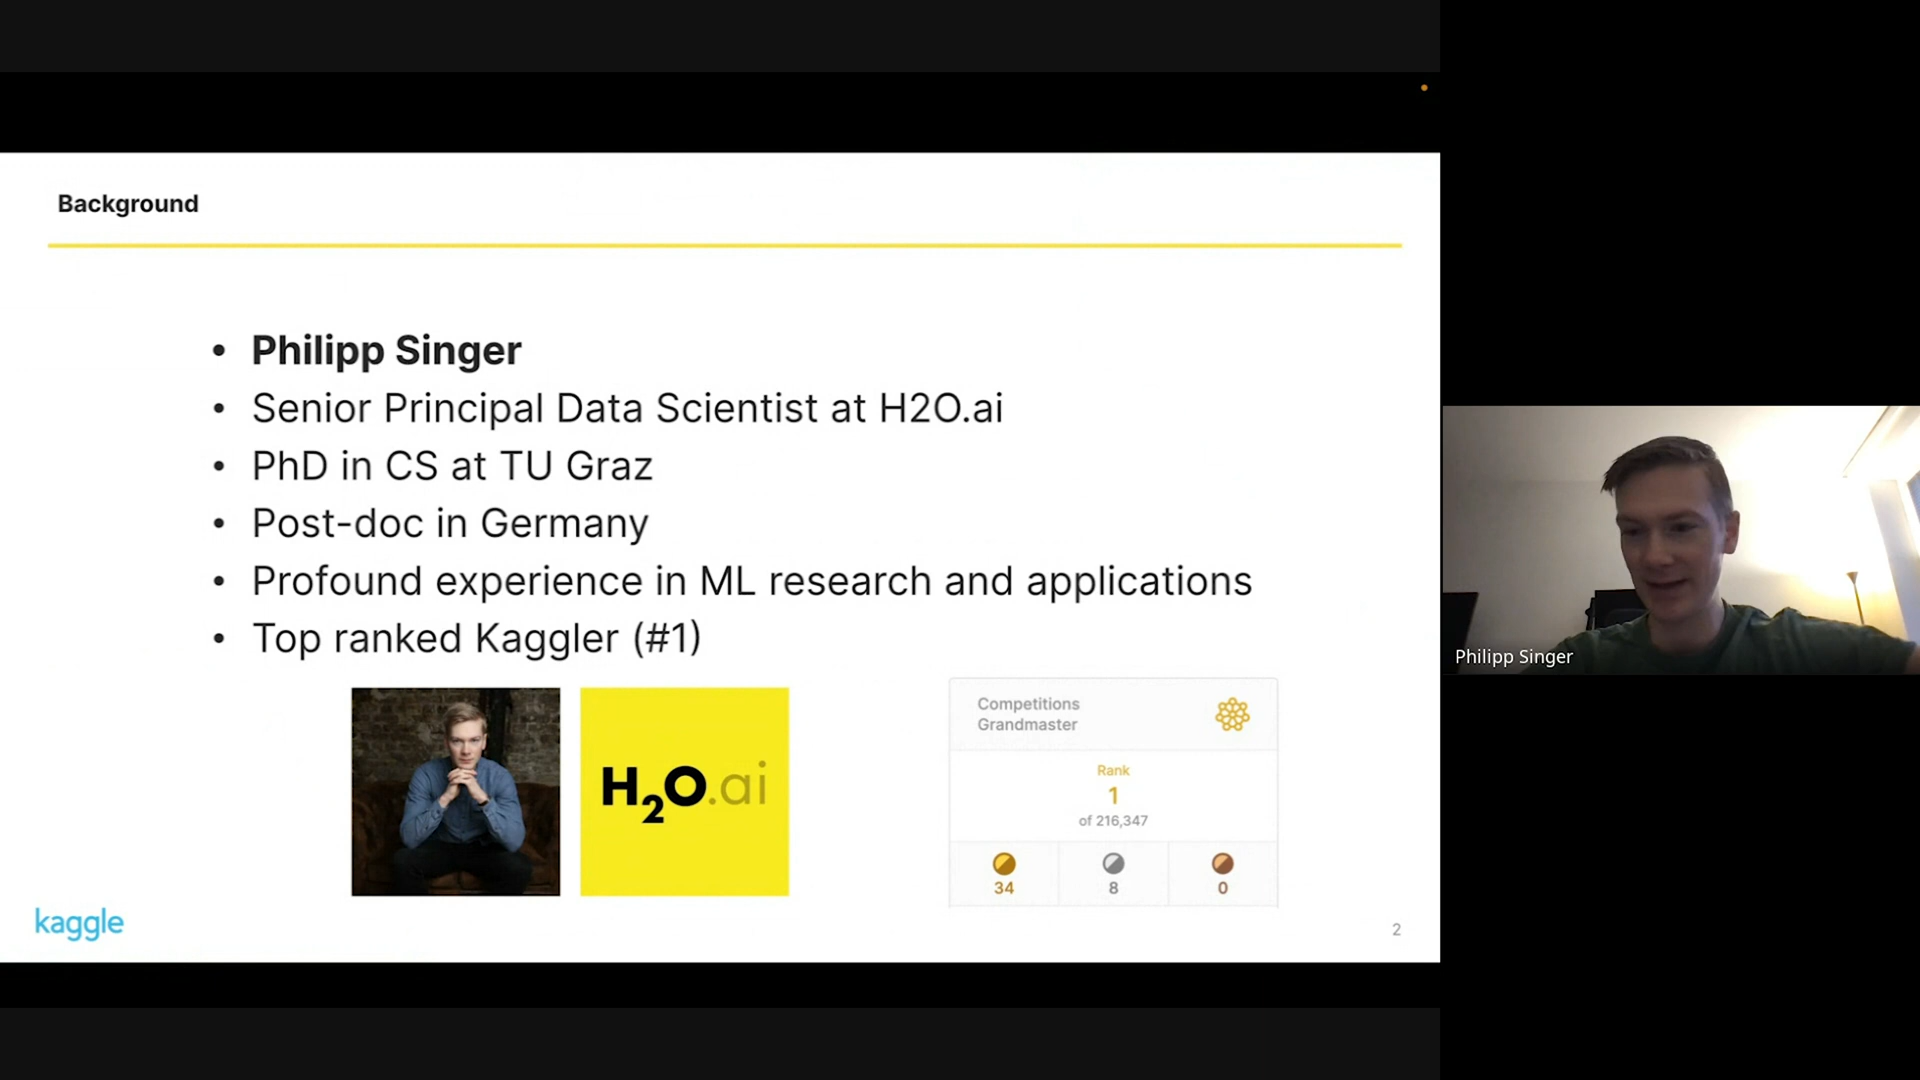 Background
• Philipp Singer
• Senior Principal Data Scientist at H2O.ai
• PhD in CS at TU Graz
• Post-doc in Germany
• Profound experience in ML research and applications
• Top ranked Kaggler (#1)
H2O.ai
Competitions
Grandmaster
Rank
1
of 216,347
34 8 0
kaggle
2
Philipp Singer